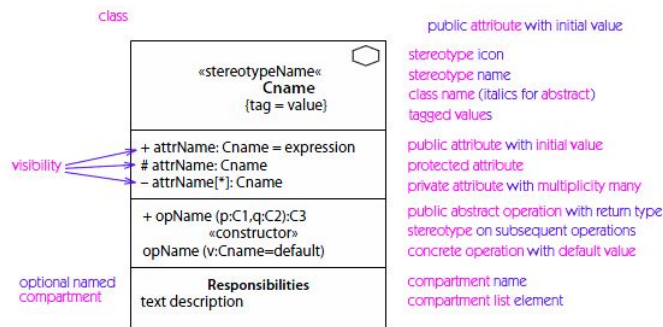 class
public attribute with initial value
«stereotypeName«
Cname
{tag = value}
stereotype icon
stereotype name
class name (italics for abstract)
tagged values
visibility
+ attrName: Cname = expression
# attrName: Cname
– attrName[*]: Cname
public attribute with initial value
protected attribute
private attribute with multiplicity many
+ opName (p:C1,q:C2):C3
«constructor»
opName (v:Cname=default)
public abstract operation with return type
stereotype on subsequent operations
concrete operation with default value
optional named
compartment
Responsibilities
text description
compartment name
compartment list element